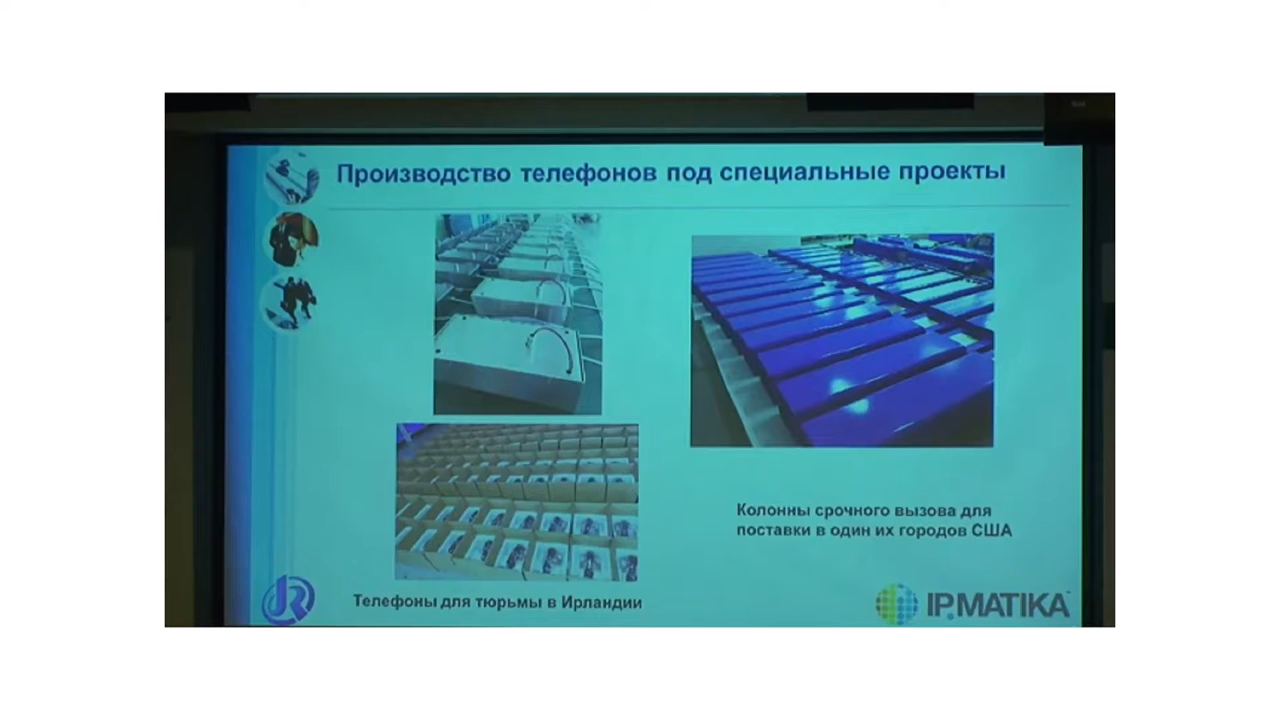 Производство телефонов под специальные проекты
Колонны срочного вызова для
поставки в один их городов США
Телефоны для тюрьмы в Ирландии
JR
IP.MATIKA